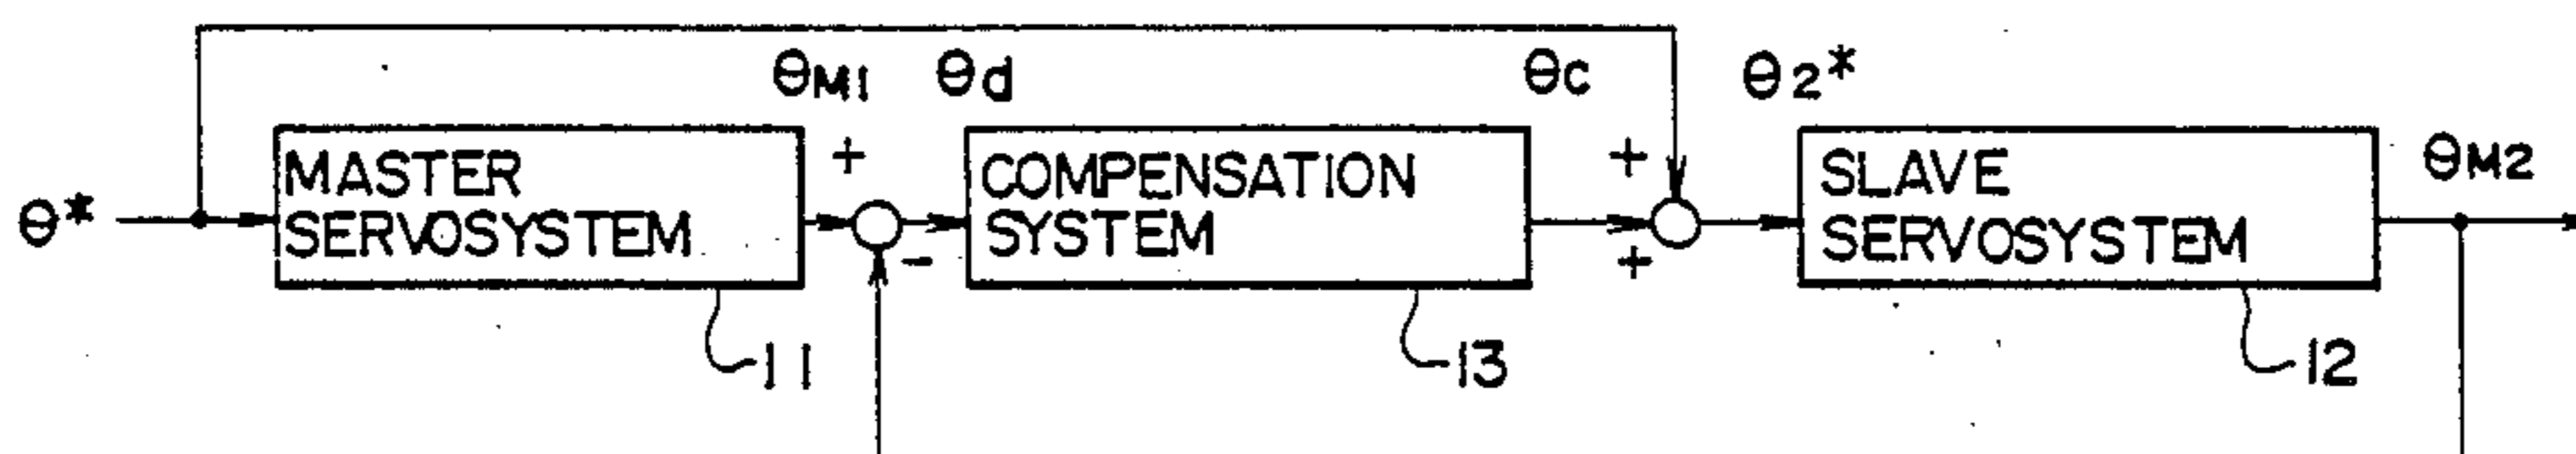 θM1 θd θc θ2*
+ +
MASTER
SERVOSYSTEM
COMPENSATION
SYSTEM
SLAVE
SERVOSYSTEM
θM2
θ*
- +
11
13
12